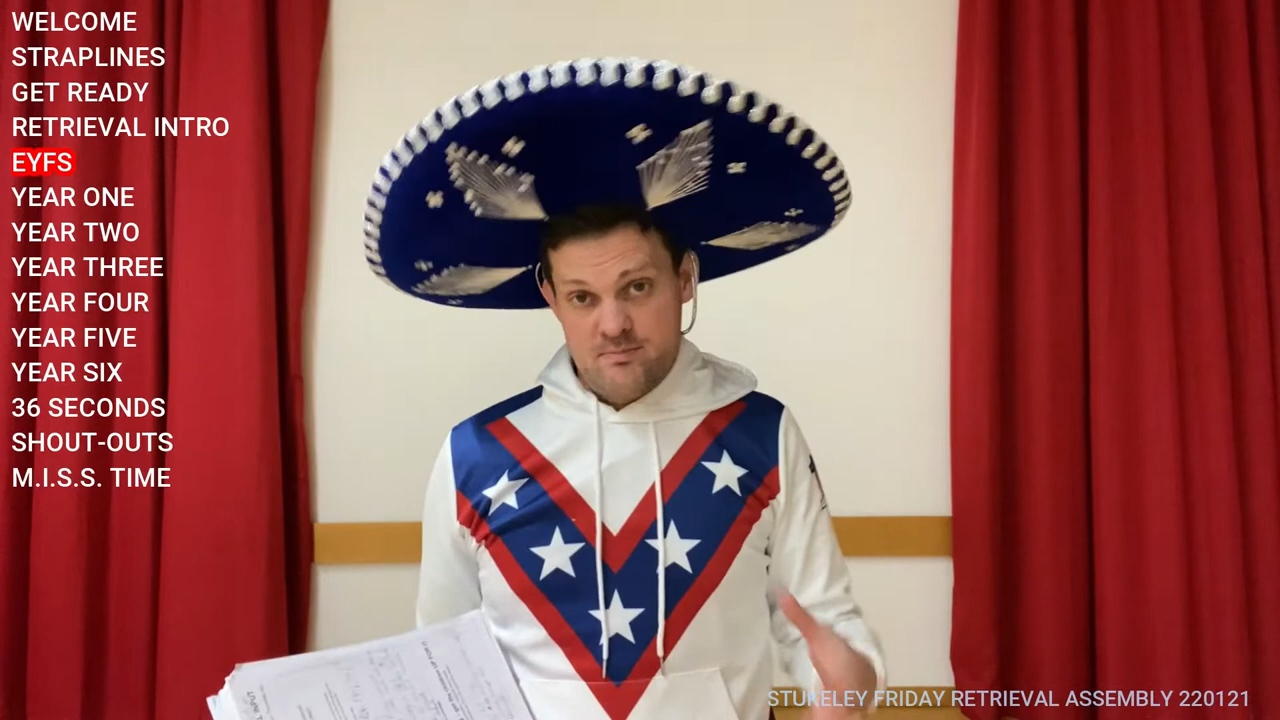 WELCOME
STRAPLINES
GET READY
RETRIEVAL INTRO
EYFS
YEAR ONE
YEAR TWO
YEAR THREE
YEAR FOUR
YEAR FIVE
YEAR SIX
36 SECONDS
SHOUT-OUTS
M.I.S.S. TIME
STUKELEY FRIDAY RETRIEVAL ASSEMBLY 220121